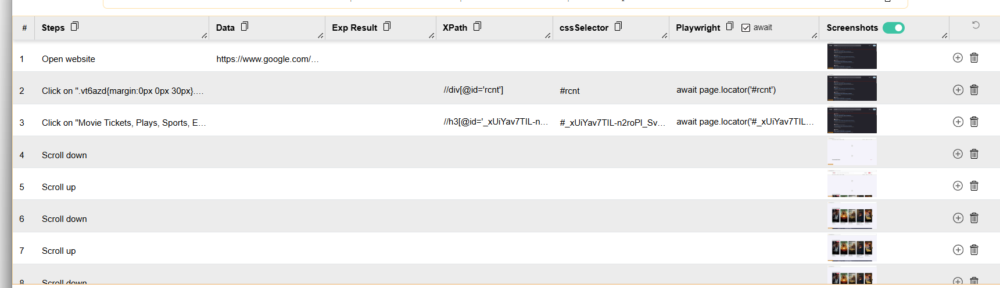 # Steps Data Exp Result XPath cssSelector Playwright await Screenshots
1 Open website https://www.google.com/...
2 Click on ".vt6azd{margin:0px 0px 30px}.... //div[@id='rcnt'] #rcnt await page.locator('#rcnt')
3 Click on "Movie Tickets, Plays, Sports, E... //h3[@id='_xUiYav7TIL-n... #_xUiYav7TIL-n2roPI_Sv... await page.locator('#_xUiYav7TIL...
4 Scroll down
5 Scroll up
6 Scroll down
7 Scroll up
8 Scroll down